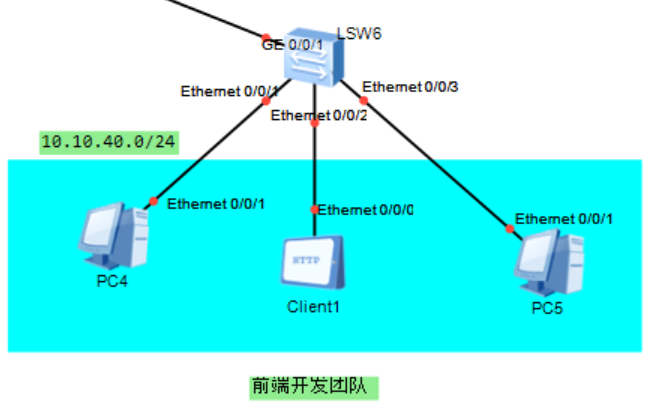 LSW6
GE 0/0/1
Ethernet 0/0/1
Ethernet 0/0/3
Ethernet 0/0/2
10.10.40.0/24
Ethernet 0/0/1
Ethernet 0/0/0
Ethernet 0/0/1
HTTP
PC4
Client1
PC5
前端开发团队